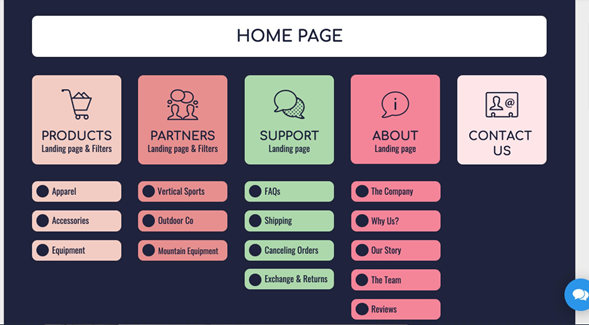 HOME PAGE
PRODUCTS
Landing page & Filters
PARTNERS
Landing page & Filters
SUPPORT
Landing page
i
ABOUT
Landing page
@
CONTACT
US
Apparel
Accessories
Equipment
Vertical Sports
Outdoor Co
Mountain Equipment
FAQs
Shipping
Canceling Orders
Exchange & Returns
The Company
Why Us?
Our Story
The Team
Reviews